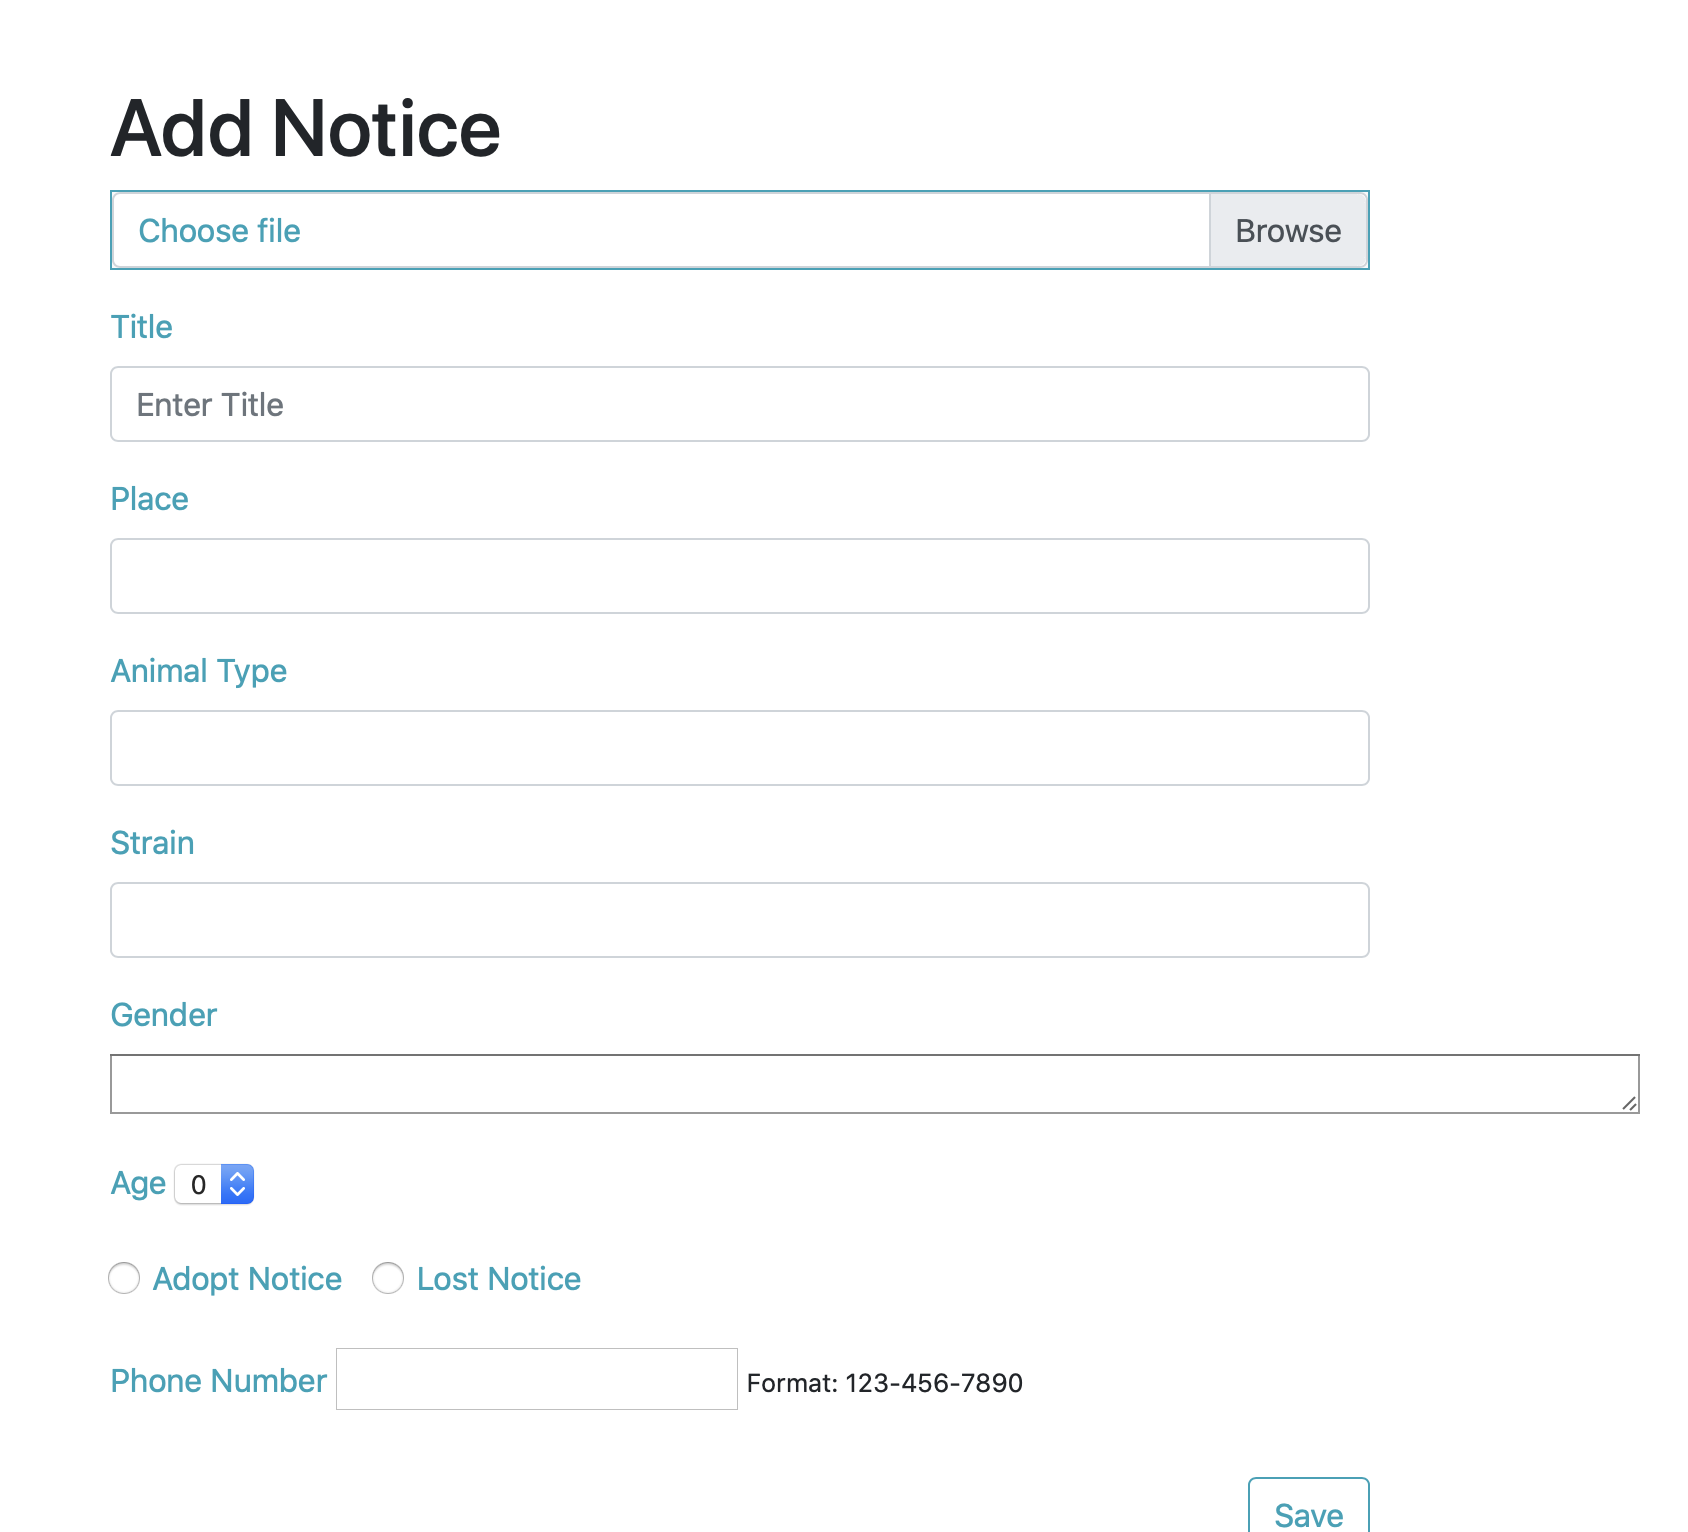 Add Notice
Choose file Browse
Title
Enter Title
Place
Animal Type
Strain
Gender
Age 0
Adopt Notice Lost Notice
Phone Number Format: 123-456-7890
Save